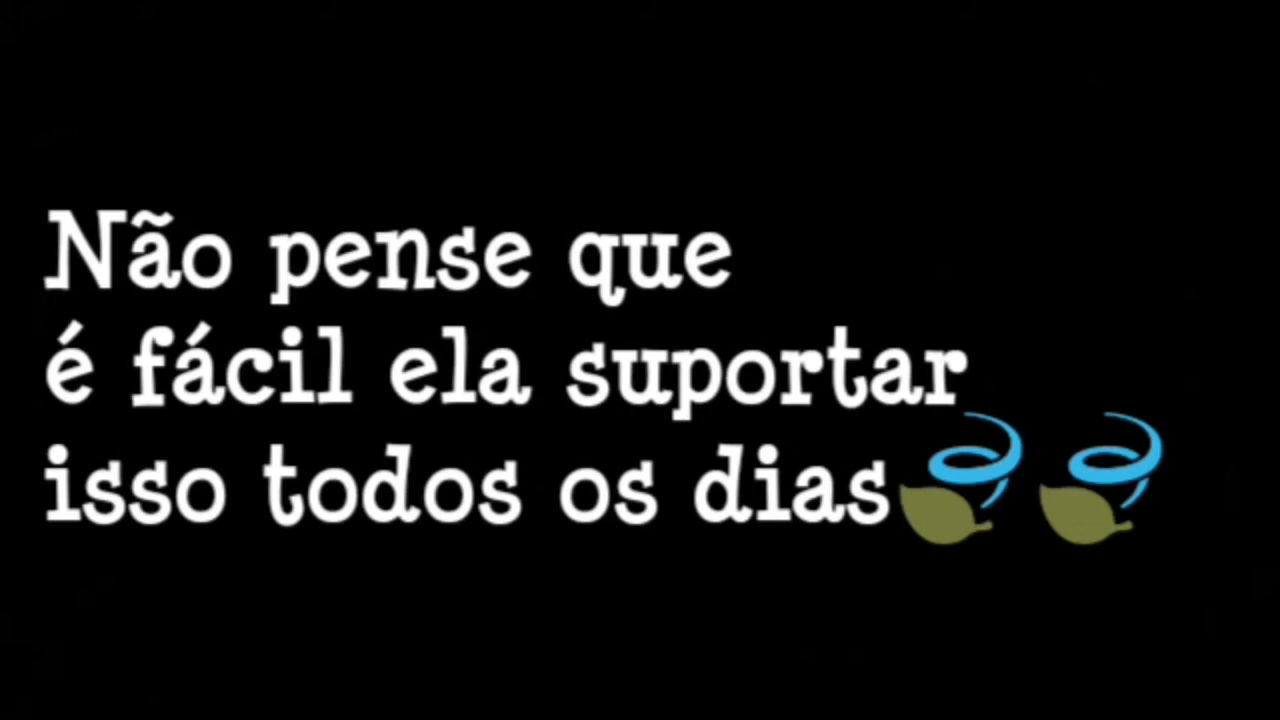 Não pense que
é fácil ela suportar
isso todos os dias🍃🍃